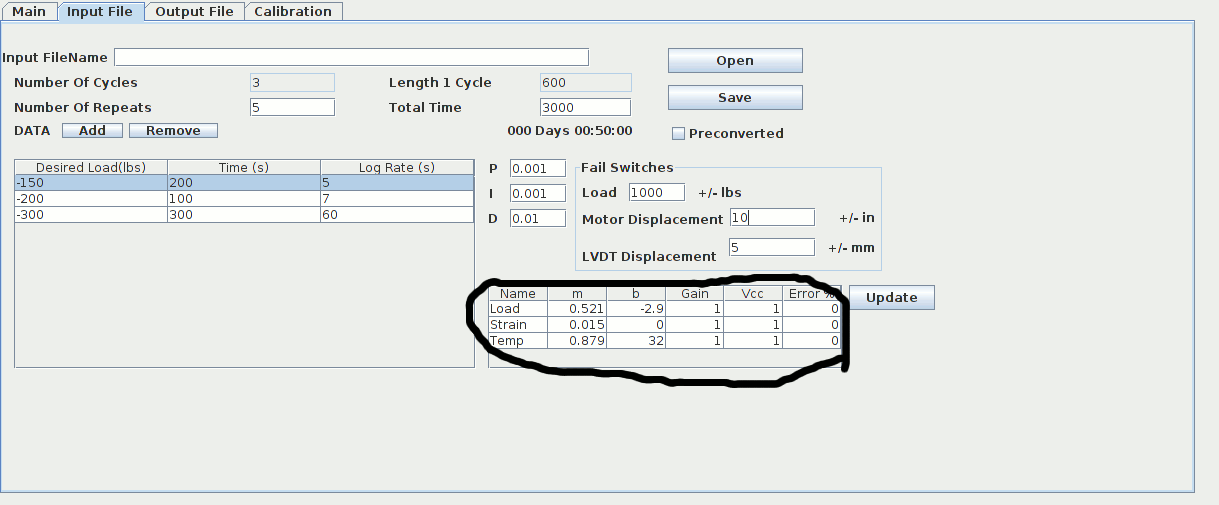 Main Input File Output File Calibration
Input FileName Open
Number Of Cycles 3 Length 1 Cycle 600
Save
Number Of Repeats 5 Total Time 3000
DATA Add Remove 000 Days 00:50:00 Preconverted
Desired Load(lbs) Time (s) Log Rate (s)
-150 200 5
-200 100 7
-300 300 60
P 0.001
I 0.001
D 0.01
Fail Switches
Load 1000 +/- lbs
Motor Displacement 10 +/- in
LVDT Displacement 5 +/- mm
Name m b Gain Vcc Error %
Load 0.521 -2.9 1 1 0
Strain 0.015 0 1 1 0
Temp 0.879 32 1 1 0
Update